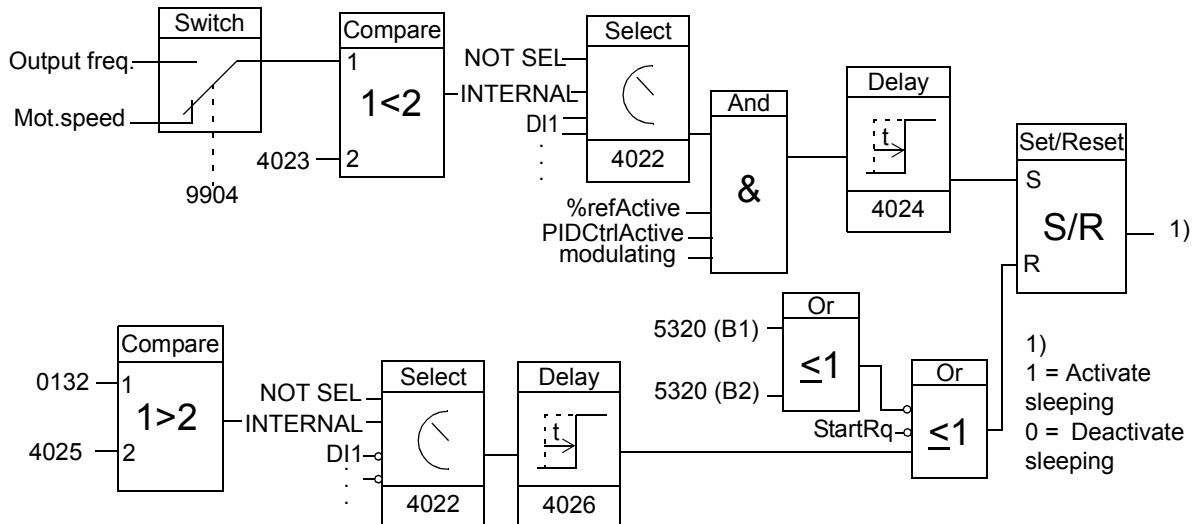 Switch
Output freq.
Mot.speed
9904
Compare
1
1<2
4023
2
NOT SEL
INTERNAL
DI1
.
.
.
Select
4022
%refActive
PIDCtrlActive
modulating
And
&
Delay
t
4024
Set/Reset
S
S/R
R
1)
Compare
0132
1
1>2
4025
2
NOT SEL
INTERNAL
DI1
.
.
.
Select
4022
Delay
t
4026
5320 (B1)
5320 (B2)
Or
≤1
StartRq
Or
≤1
1)
1 = Activate
sleeping
0 = Deactivate
sleeping